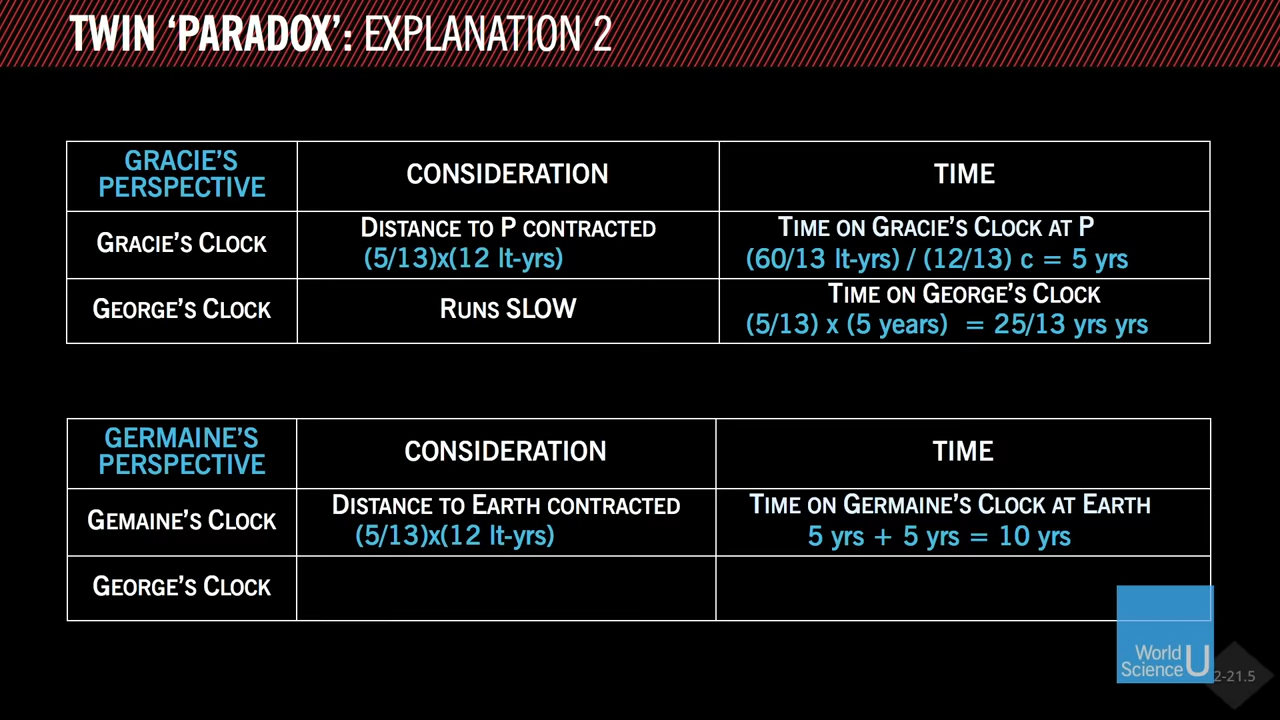 TWIN ‘PARADOX’: EXPLANATION 2
GRACIE’S
PERSPECTIVE
CONSIDERATION
TIME
GRACIE’S CLOCK
DISTANCE TO P CONTRACTED
(5/13)x(12 lt-yrs)
TIME ON GRACIE’S CLOCK AT P
(60/13 lt-yrs) / (12/13) c = 5 yrs
GEORGE’S CLOCK
RUNS SLOW
TIME ON GEORGE’S CLOCK
(5/13) x (5 years) = 25/13 yrs yrs
GERMAINE’S
PERSPECTIVE
CONSIDERATION
TIME
GEMAINE’S CLOCK
DISTANCE TO EARTH CONTRACTED
(5/13)x(12 lt-yrs)
TIME ON GERMAINE’S CLOCK AT EARTH
5 yrs + 5 yrs = 10 yrs
GEORGE’S CLOCK
World
Science U
2-21.5